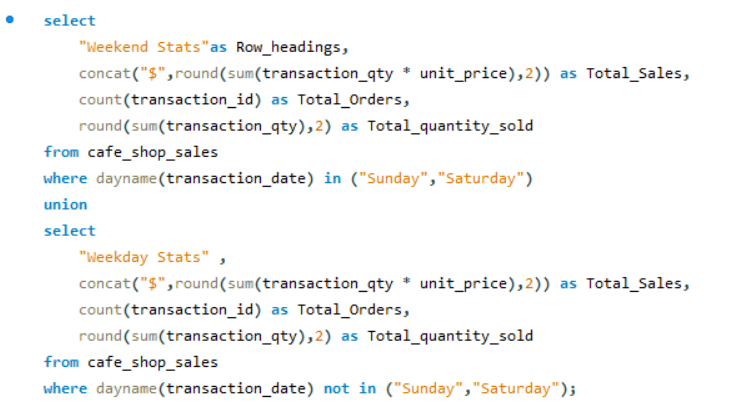 select
"Weekend Stats"as Row_headings,
concat("$",round(sum(transaction_qty * unit_price),2)) as Total_Sales,
count(transaction_id) as Total_Orders,
round(sum(transaction_qty),2) as Total_quantity_sold
from cafe_shop_sales
where dayname(transaction_date) in ("Sunday","Saturday")
union
select
"Weekday Stats" ,
concat("$",round(sum(transaction_qty * unit_price),2)) as Total_Sales,
count(transaction_id) as Total_Orders,
round(sum(transaction_qty),2) as Total_quantity_sold
from cafe_shop_sales
where dayname(transaction_date) not in ("Sunday","Saturday");